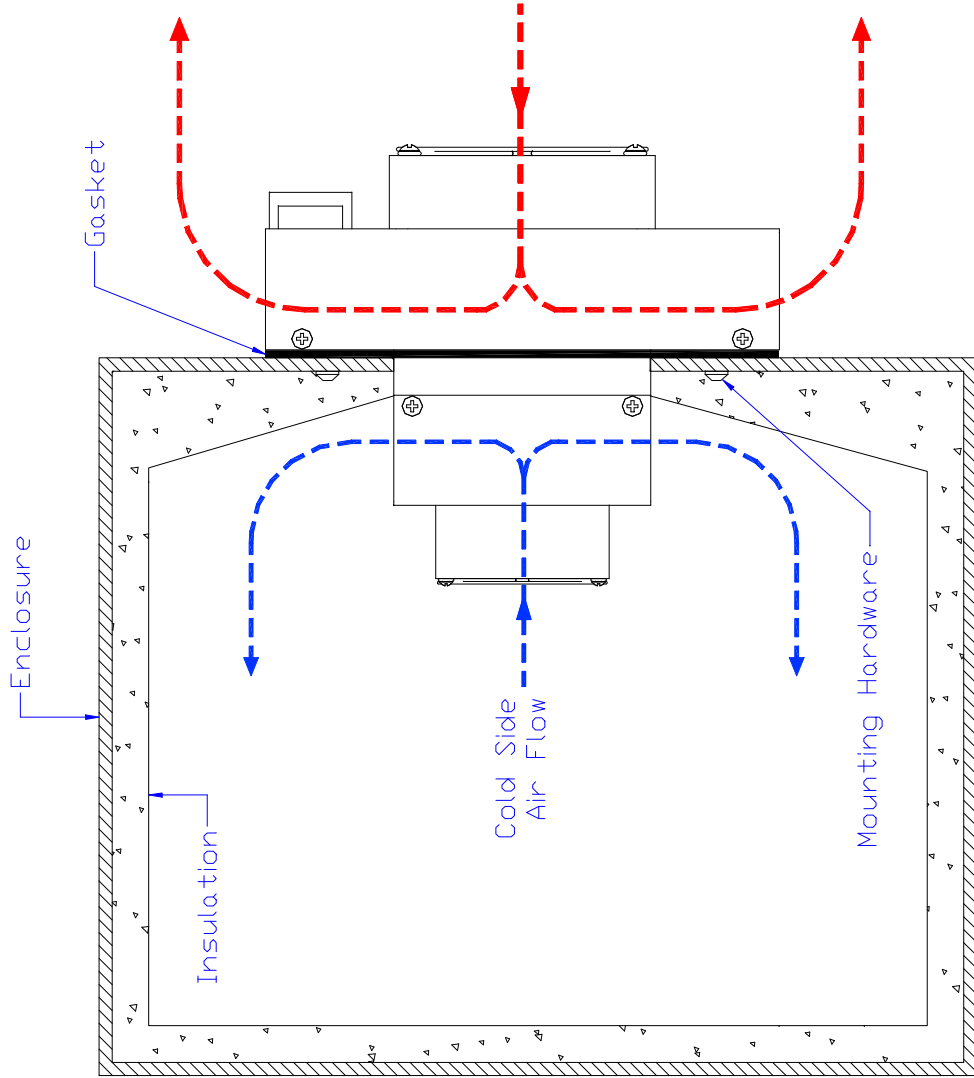 Gasket
Enclosure
Insulation
Cold Side
Air Flow
Mounting Hardware